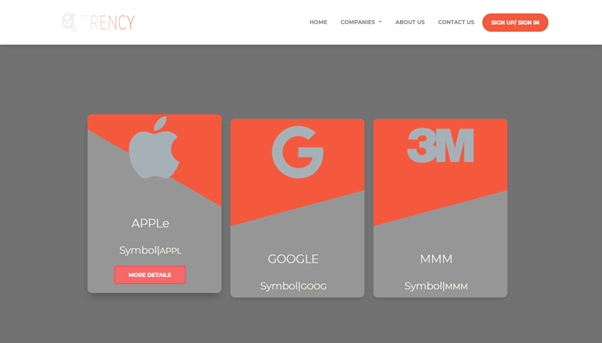 TRENCY
HOME
COMPANIES
ABOUT US
CONTACT US
SIGN UP/ SIGN IN
3M
APPLe
Symbol|APPL
MORE DETAILS
GOOGLE
Symbol|GOOG
MMM
Symbol|MMM